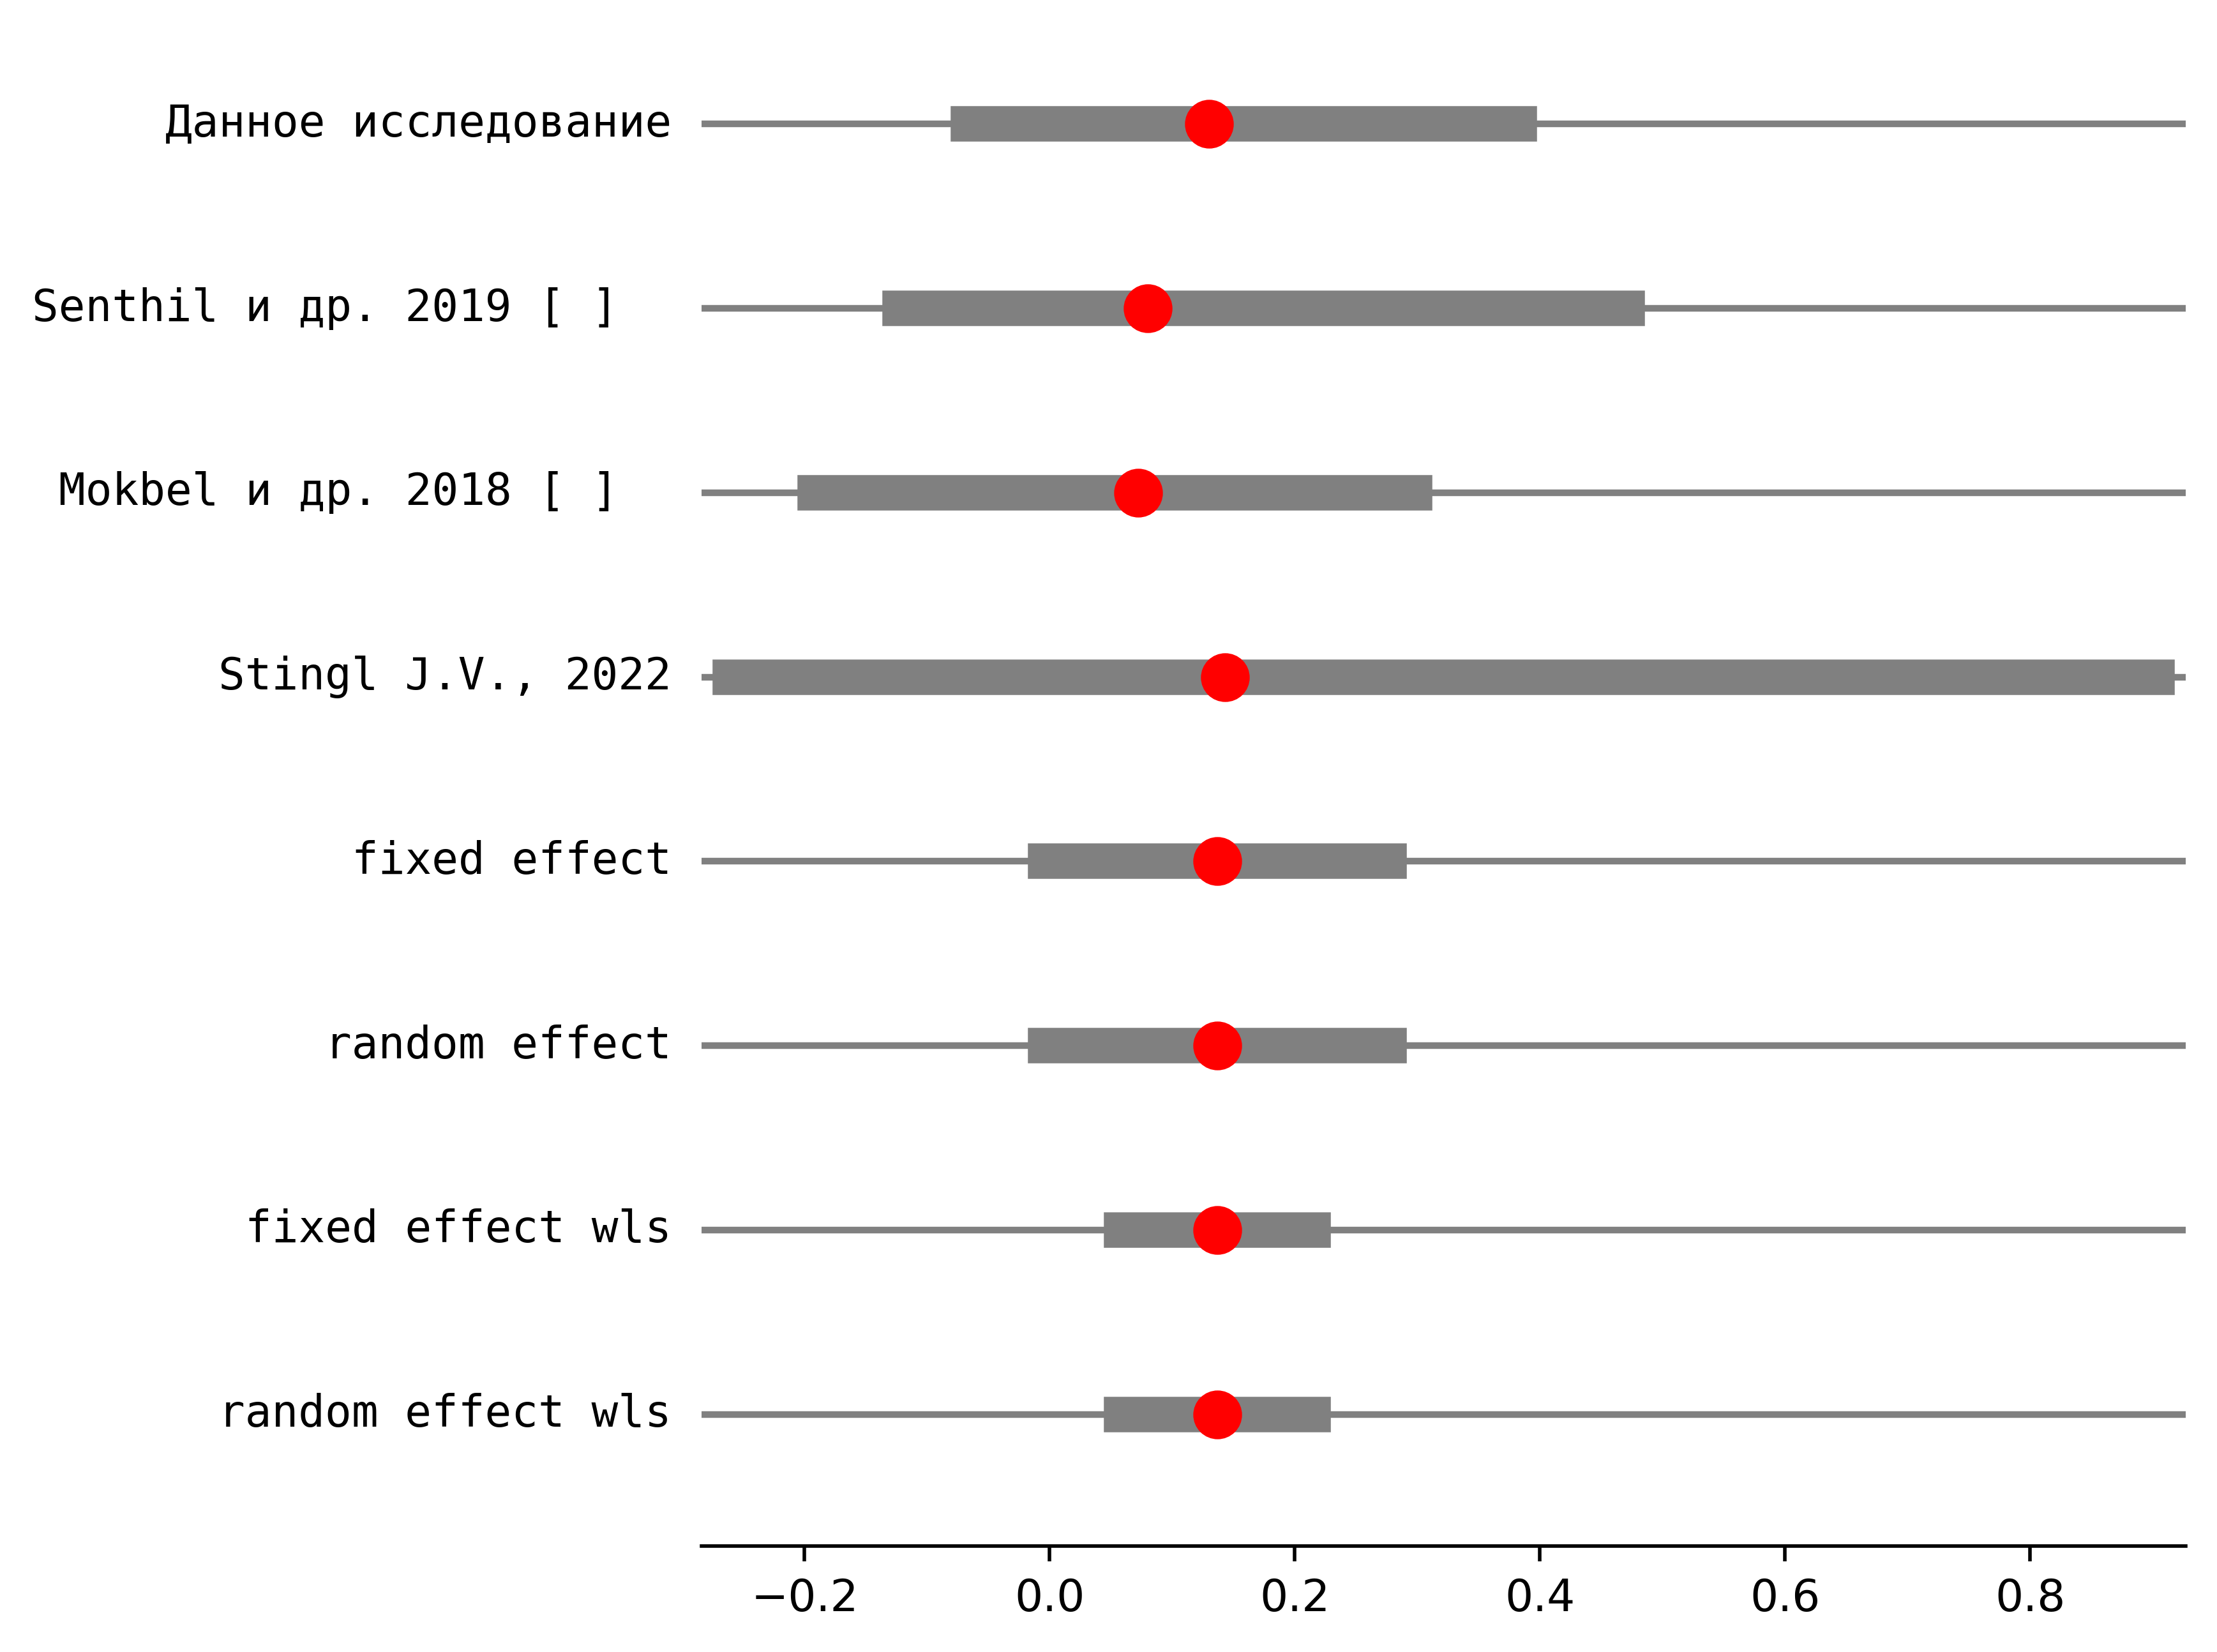 Данное исследование
Senthil и др. 2019 [ ]
Mokbel и др. 2018 [ ]
Stingl J.V., 2022
fixed effect
random effect
fixed effect wls
random effect wls
−0.2 0.0 0.2 0.4 0.6 0.8